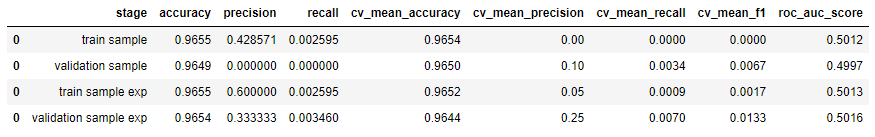 stage accuracy precision recall cv_mean_accuracy cv_mean_precision cv_mean_recall cv_mean_f1 roc_auc_score
0 train sample 0.9655 0.428571 0.002595 0.9654 0.00 0.0000 0.0000 0.5012
0 validation sample 0.9649 0.000000 0.000000 0.9650 0.10 0.0034 0.0067 0.4997
0 train sample exp 0.9655 0.600000 0.002595 0.9652 0.05 0.0009 0.0017 0.5013
0 validation sample exp 0.9654 0.333333 0.003460 0.9644 0.25 0.0070 0.0133 0.5016